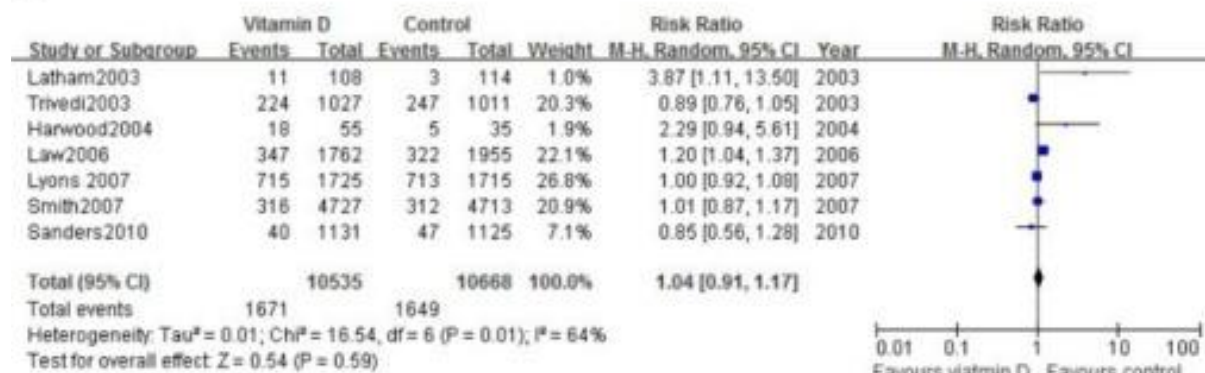 Vitamin D Control Risk Ratio Risk Ratio
Study or Subgroup Events Total Events Total Weight M-H, Random, 95% CI Year M-H, Random, 95% CI
Latham2003 11 108 3 114 1.0% 3.87 [1.11, 13.50] 2003
Trivedi2003 224 1027 247 1011 20.3% 0.89 [0.76, 1.05] 2003
Harwood2004 18 55 5 35 1.9% 2.29 [0.94, 5.61] 2004
Law2006 347 1762 322 1955 22.1% 1.20 [1.04, 1.37] 2006
Lyons 2007 715 1725 713 1715 26.8% 1.00 [0.92, 1.08] 2007
Smith2007 316 4727 312 4713 20.9% 1.01 [0.87, 1.17] 2007
Sanders2010 40 1131 47 1125 7.1% 0.85 [0.56, 1.28] 2010
Total (95% CI) 10535 10668 100.0% 1.04 [0.91, 1.17]
Total events 1671 1649
Heterogeneity: Tau² = 0.01; Chi² = 16.54, df = 6 (P = 0.01); I² = 64%
Test for overall effect: Z = 0.54 (P = 0.59)
0.01 0.1 1 10 100
Favours viatmin D Favours control